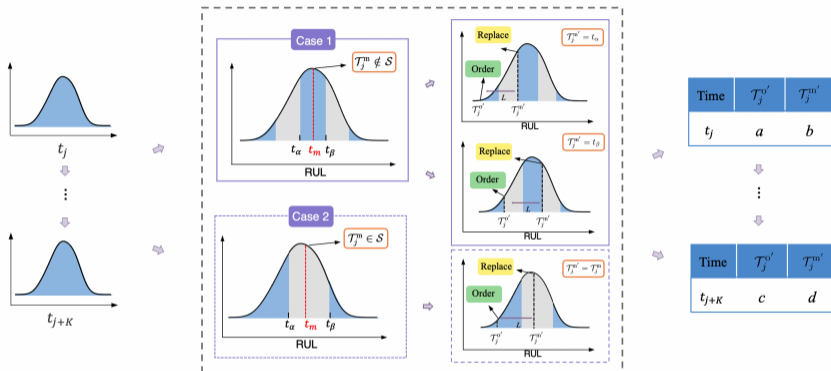 t_j
⋮
t_{j+K}
Case 1
𝒯_j^m ∉ 𝒮
t_α t_m t_β
RUL
Case 2
𝒯_j^m ∈ 𝒮
t_α t_m t_β
RUL
𝒯_j^{m'} = t_α
Replace
Order
L
𝒯_j^{o'} 𝒯_j^{m'}
RUL
𝒯_j^{m'} = t_β
Replace
Order
L
𝒯_j^{o'} 𝒯_j^{m'}
RUL
𝒯_j^{m'} = 𝒯_j^m
Replace
Order
L
𝒯_j^{o'} 𝒯_j^{m'}
RUL
Time 𝒯_j^{o'} 𝒯_j^{m'}
t_j a b
⋮
Time 𝒯_j^{o'} 𝒯_j^{m'}
t_{j+K} c d